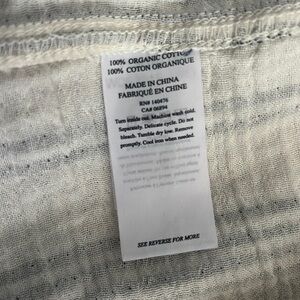 100% ORGANIC COTTON
100% COTON ORGANIQUE
MADE IN CHINA
FABRIQUÉ EN CHINE
RN# 140476
CA# 06894
Turn inside out. Machine wash cold.
Separately. Delicate cycle. Do not
bleach. Tumble dry low. Remove
promptly. Cool iron when needed.
SEE REVERSE FOR MORE